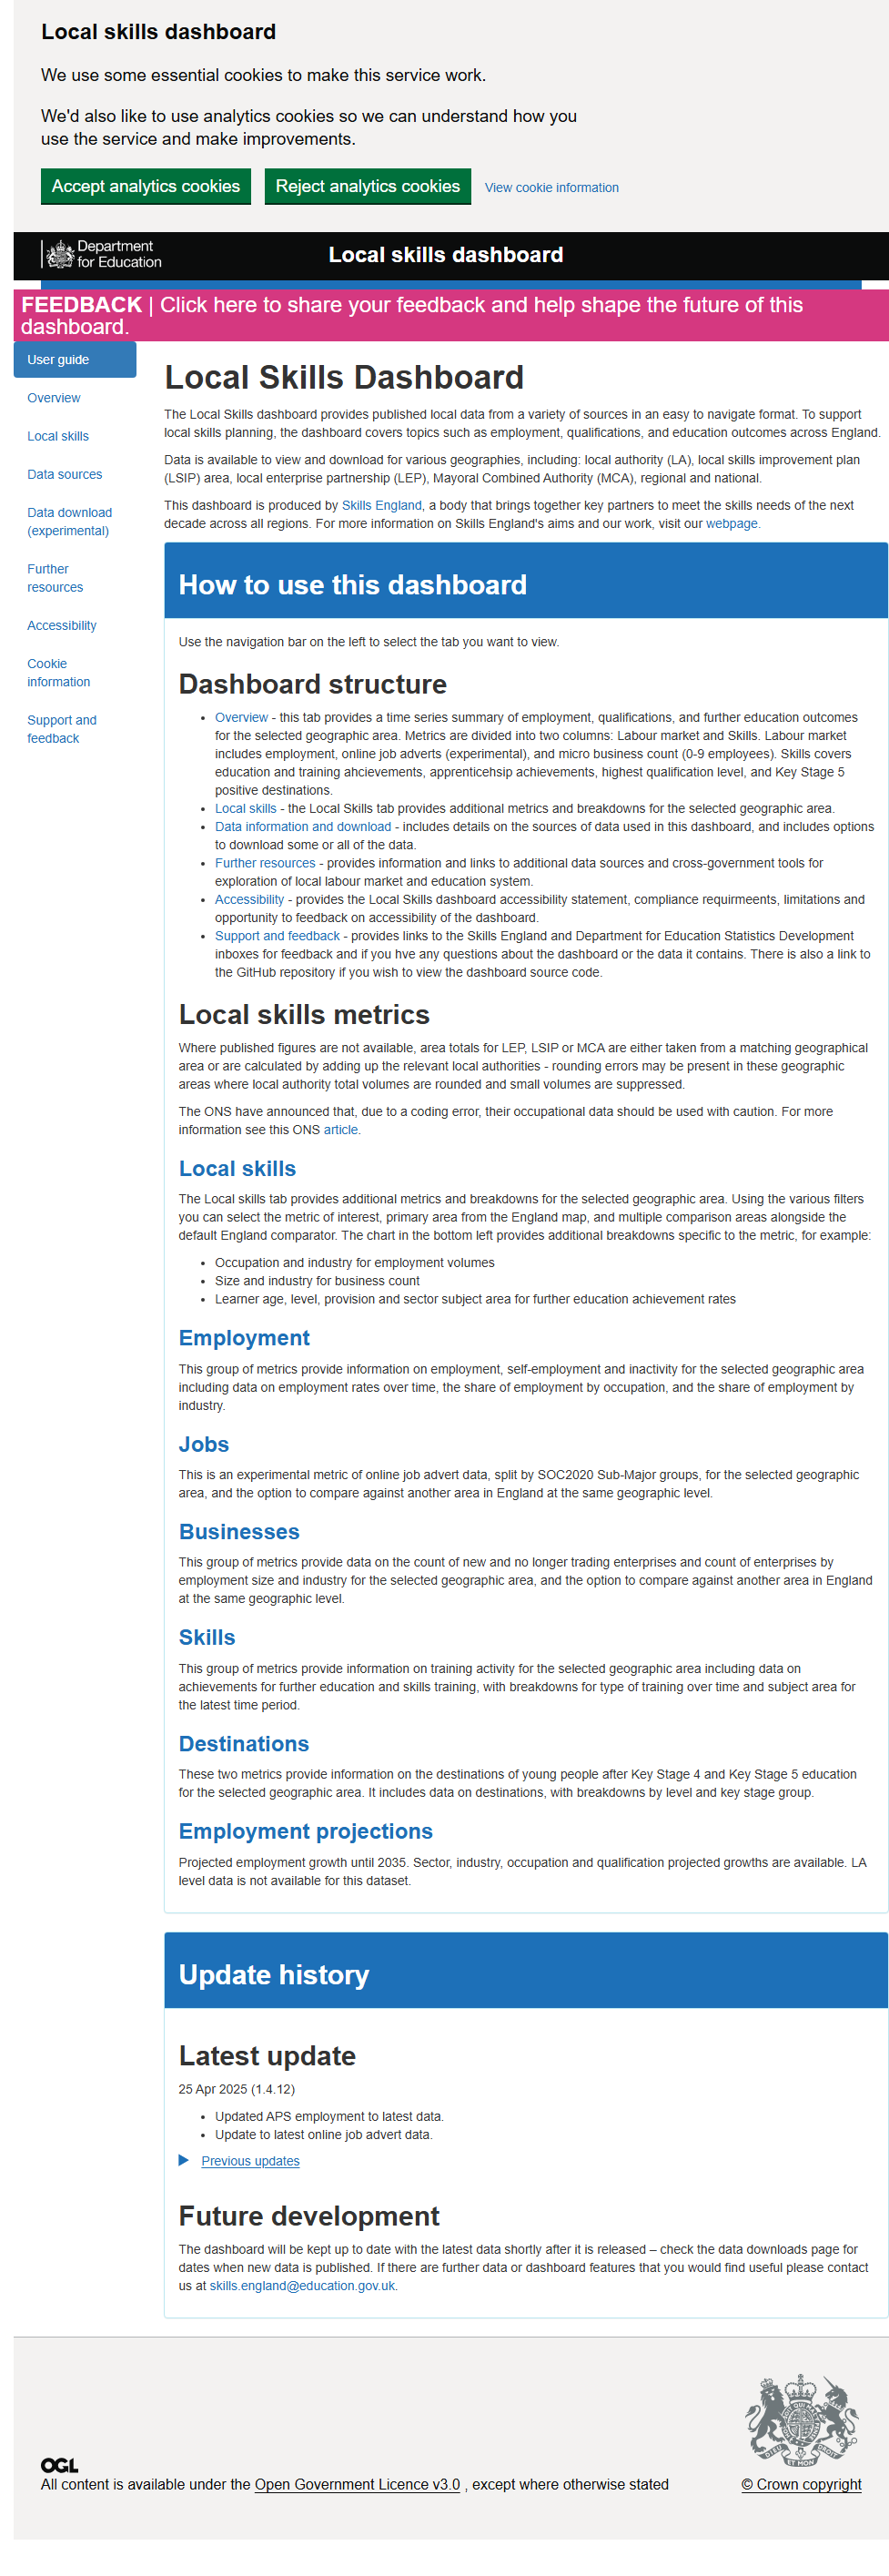 Local skills dashboard
We use some essential cookies to make this service work.
We'd also like to use analytics cookies so we can understand how you
use the service and make improvements.
Accept analytics cookies Reject analytics cookies View cookie information
Department
for Education
Local skills dashboard
FEEDBACK | Click here to share your feedback and help shape the future of this
dashboard.
User guide
Overview
Local skills
Data sources
Data download
(experimental)
Further
resources
Accessibility
Cookie
information
Support and
feedback
Local Skills Dashboard
The Local Skills dashboard provides published local data from a variety of sources in an easy to navigate format. To support
local skills planning, the dashboard covers topics such as employment, qualifications, and education outcomes across England.
Data is available to view and download for various geographies, including: local authority (LA), local skills improvement plan
(LSIP) area, local enterprise partnership (LEP), Mayoral Combined Authority (MCA), regional and national.
This dashboard is produced by Skills England, a body that brings together key partners to meet the skills needs of the next
decade across all regions. For more information on Skills England's aims and our work, visit our webpage.
How to use this dashboard
Use the navigation bar on the left to select the tab you want to view.
Dashboard structure
• Overview - this tab provides a time series summary of employment, qualifications, and further education outcomes
for the selected geographic area. Metrics are divided into two columns: Labour market and Skills. Labour market
includes employment, online job adverts (experimental), and micro business count (0-9 employees). Skills covers
education and training ahcievements, apprenticehsip achievements, highest qualification level, and Key Stage 5
positive destinations.
• Local skills - the Local Skills tab provides additional metrics and breakdowns for the selected geographic area.
• Data information and download - includes details on the sources of data used in this dashboard, and includes options
to download some or all of the data.
• Further resources - provides information and links to additional data sources and cross-government tools for
exploration of local labour market and education system.
• Accessibility - provides the Local Skills dashboard accessibility statement, compliance requirmeents, limitations and
opportunity to feedback on accessibility of the dashboard.
• Support and feedback - provides links to the Skills England and Department for Education Statistics Development
inboxes for feedback and if you hve any questions about the dashboard or the data it contains. There is also a link to
the GitHub repository if you wish to view the dashboard source code.
Local skills metrics
Where published figures are not available, area totals for LEP, LSIP or MCA are either taken from a matching geographical
area or are calculated by adding up the relevant local authorities - rounding errors may be present in these geographic
areas where local authority total volumes are rounded and small volumes are suppressed.
The ONS have announced that, due to a coding error, their occupational data should be used with caution. For more
information see this ONS article.
Local skills
The Local skills tab provides additional metrics and breakdowns for the selected geographic area. Using the various filters
you can select the metric of interest, primary area from the England map, and multiple comparison areas alongside the
default England comparator. The chart in the bottom left provides additional breakdowns specific to the metric, for example:
• Occupation and industry for employment volumes
• Size and industry for business count
• Learner age, level, provision and sector subject area for further education achievement rates
Employment
This group of metrics provide information on employment, self-employment and inactivity for the selected geographic area
including data on employment rates over time, the share of employment by occupation, and the share of employment by
industry.
Jobs
This is an experimental metric of online job advert data, split by SOC2020 Sub-Major groups, for the selected geographic
area, and the option to compare against another area in England at the same geographic level.
Businesses
This group of metrics provide data on the count of new and no longer trading enterprises and count of enterprises by
employment size and industry for the selected geographic area, and the option to compare against another area in England
at the same geographic level.
Skills
This group of metrics provide information on training activity for the selected geographic area including data on
achievements for further education and skills training, with breakdowns for type of training over time and subject area for
the latest time period.
Destinations
These two metrics provide information on the destinations of young people after Key Stage 4 and Key Stage 5 education
for the selected geographic area. It includes data on destinations, with breakdowns by level and key stage group.
Employment projections
Projected employment growth until 2035. Sector, industry, occupation and qualification projected growths are available. LA
level data is not available for this dataset.
Update history
Latest update
25 Apr 2025 (1.4.12)
• Updated APS employment to latest data.
• Update to latest online job advert data.
Previous updates
Future development
The dashboard will be kept up to date with the latest data shortly after it is released – check the data downloads page for
dates when new data is published. If there are further data or dashboard features that you would find useful please contact
us at skills.england@education.gov.uk.
OGL
All content is available under the Open Government Licence v3.0 , except where otherwise stated
© Crown copyright